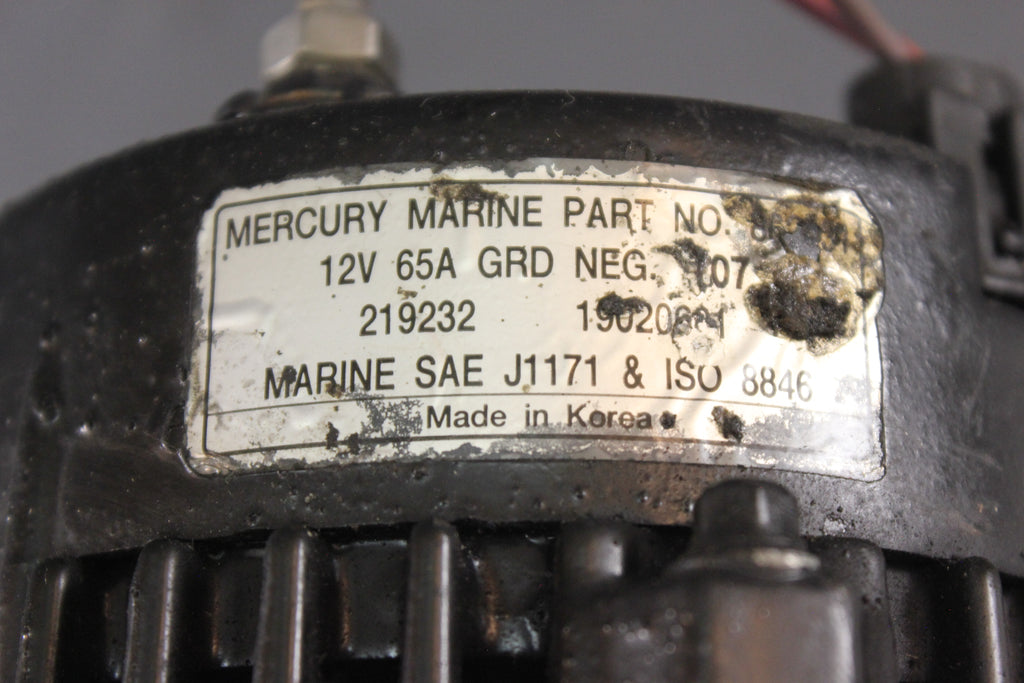 MERCURY MARINE PART NO.
12V 65A GRD NEG.
219232
MARINE SAE J1171 & ISO 8846
Made in Korea